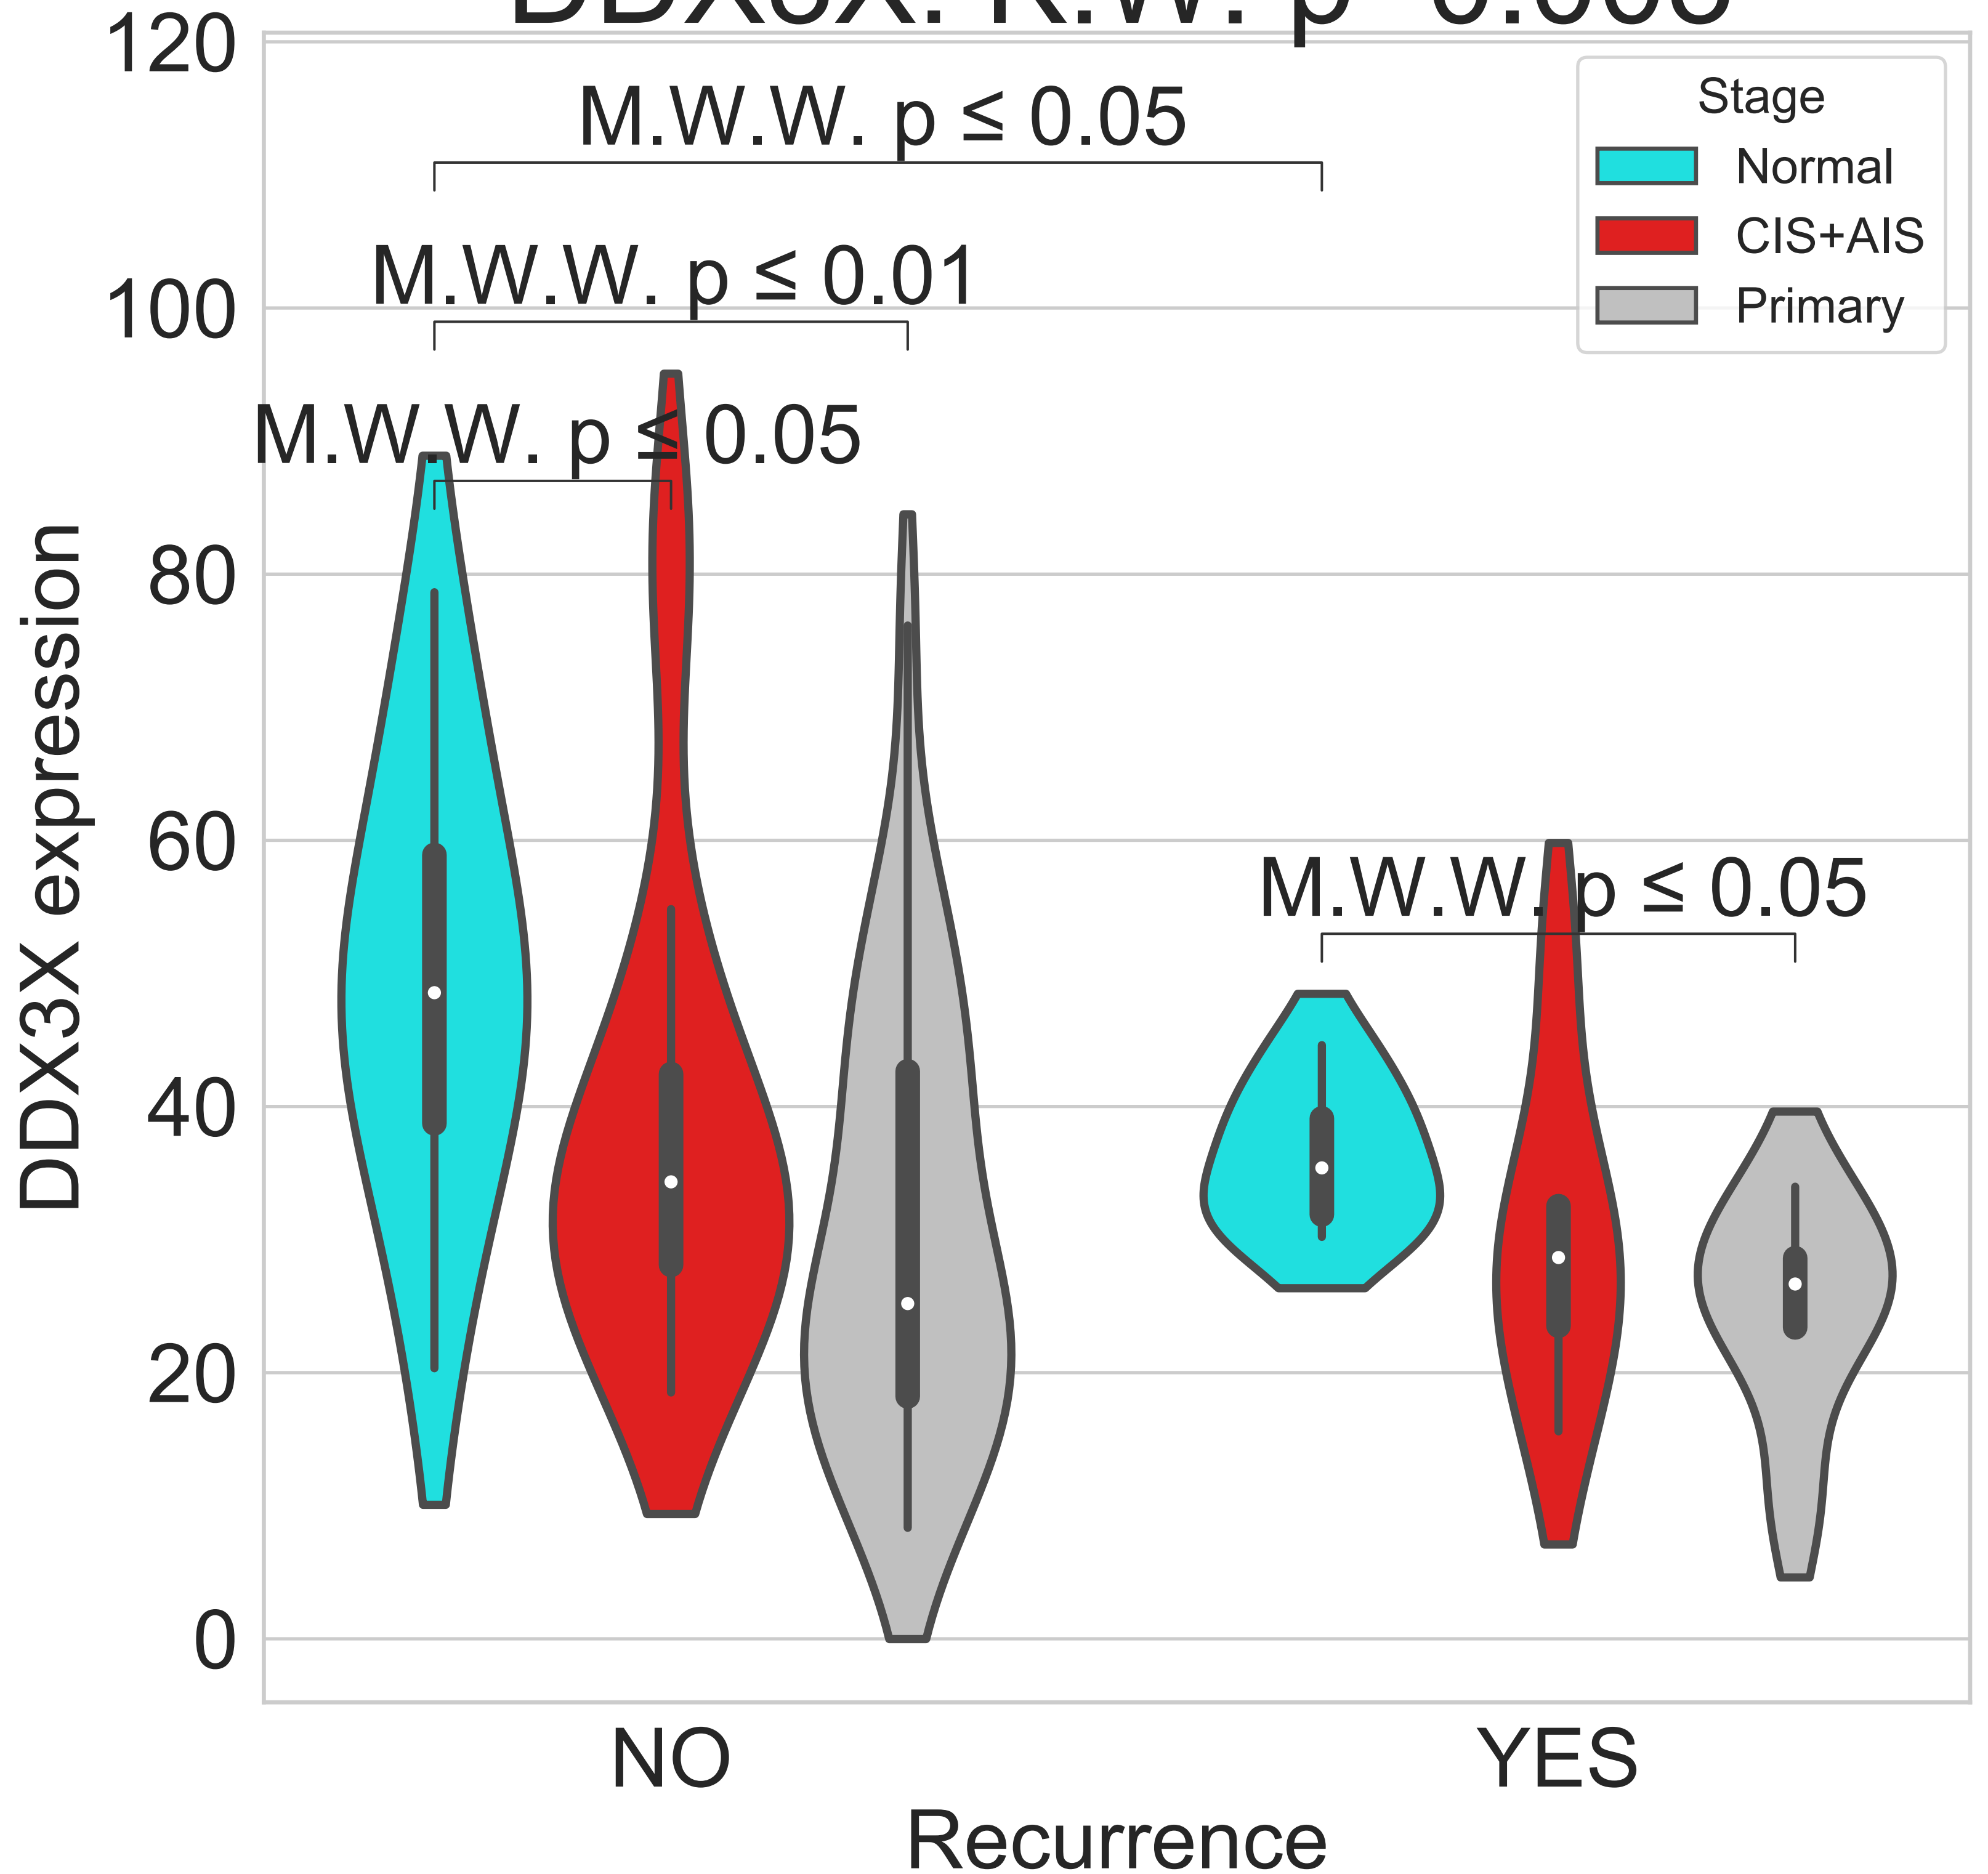 120
M.W.W. p ≤ 0.05
Stage
Normal
CIS+AIS
Primary
M.W.W. p ≤ 0.01
100
M.W.W. p ≤ 0.05
80
60
M.W.W. p ≤ 0.05
40
20
0
DDX3X expression
NO
YES
Recurrence